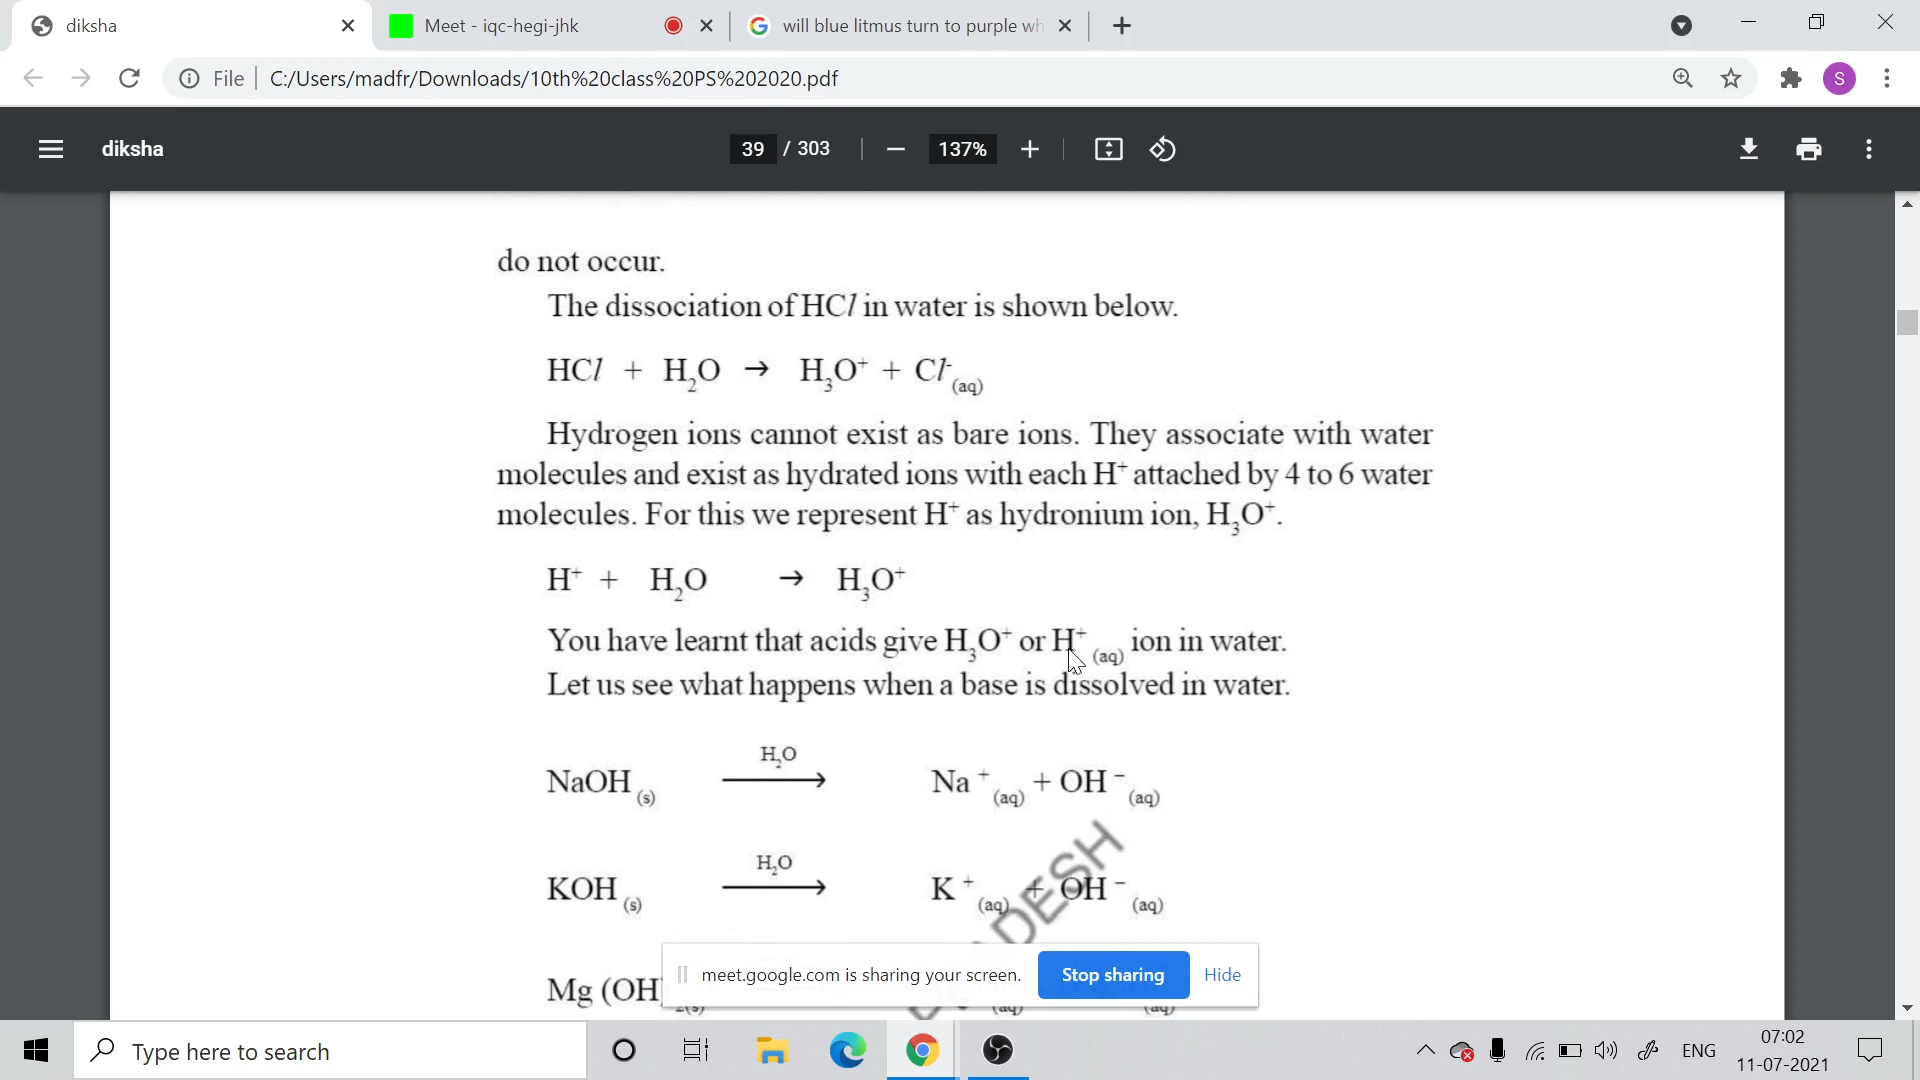 diksha
Meet - iqc-hegi-jhk
will blue litmus turn to purple wh
File
C:/Users/madfr/Downloads/10th%20class%20PS%202020.pdf
S
diksha
39 / 303
137%
do not occur.
The dissociation of HCl in water is shown below.
HCl + H₂O → H₃O⁺ + Cl⁻(aq)
Hydrogen ions cannot exist as bare ions. They associate with water
molecules and exist as hydrated ions with each H⁺ attached by 4 to 6 water
molecules. For this we represent H⁺ as hydronium ion, H₃O⁺.
H⁺ + H₂O → H₃O⁺
You have learnt that acids give H₃O⁺ or H⁺(aq) ion in water.
Let us see what happens when a base is dissolved in water.
H₂O
NaOH(s) → Na⁺(aq) + OH⁻(aq)
H₂O
KOH(s) → K⁺(aq) + OH⁻(aq)
Mg (OH)₂(s) (aq) (aq)
ADESH
meet.google.com is sharing your screen.
Stop sharing
Hide
Type here to search
ENG
07:02
11-07-2021